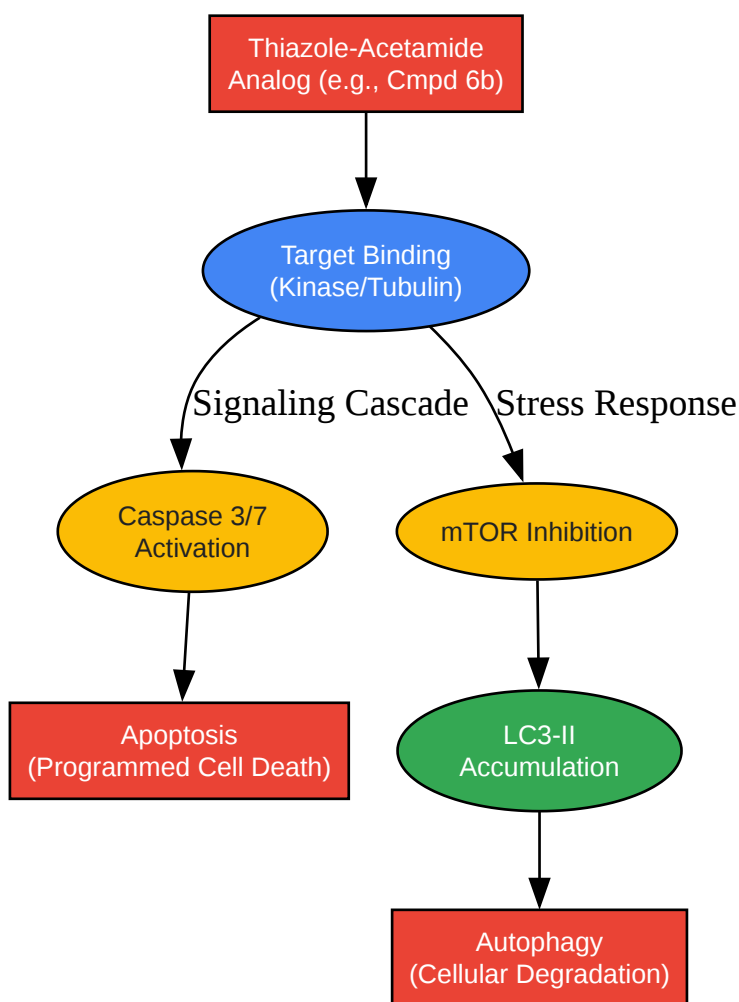 Thiazole-Acetamide
Analog (e.g., Cmpd 6b)
Target Binding
(Kinase/Tubulin)
Signaling Cascade
Stress Response
Caspase 3/7
Activation
mTOR Inhibition
Apoptosis
(Programmed Cell Death)
LC3-II
Accumulation
Autophagy
(Cellular Degradation)